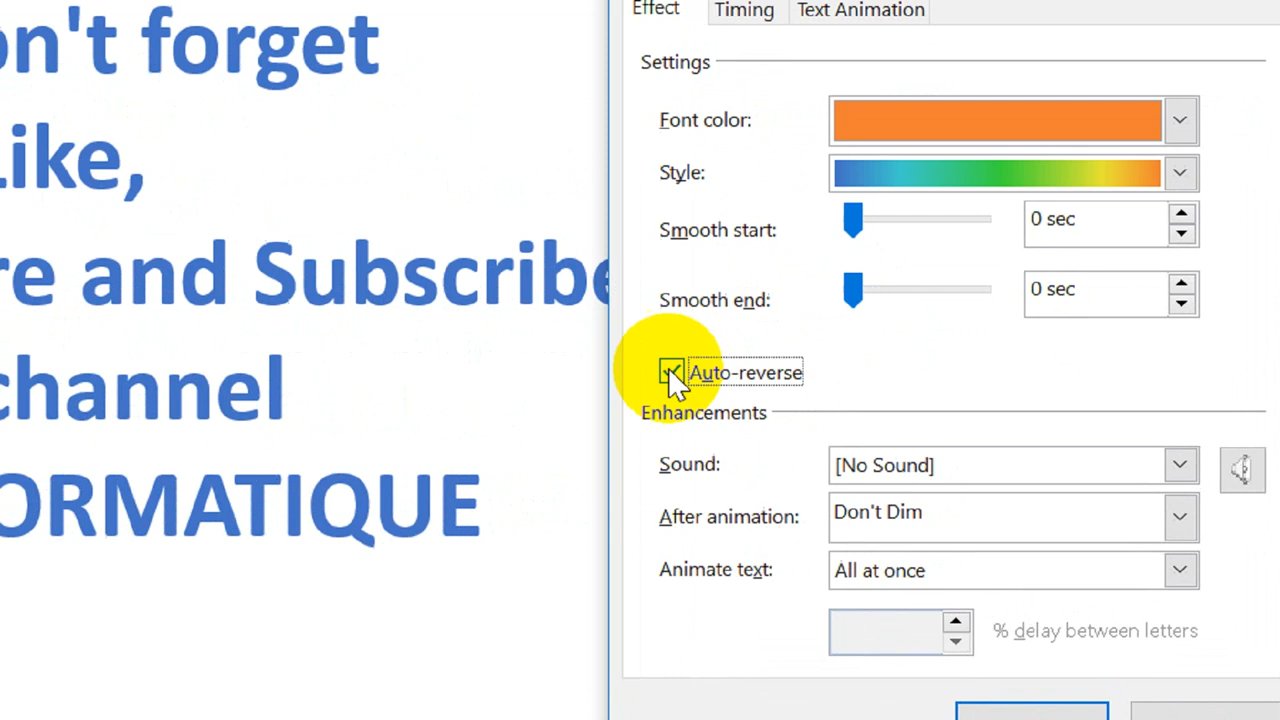 on't forget
Like,
re and Subscribe
channel
ORMATIQUE
Effect Timing Text Animation
Settings
Font color:
Style:
Smooth start: 0 sec
Smooth end: 0 sec
Auto-reverse
Enhancements
Sound: [No Sound]
After animation: Don't Dim
Animate text: All at once
% delay between letters